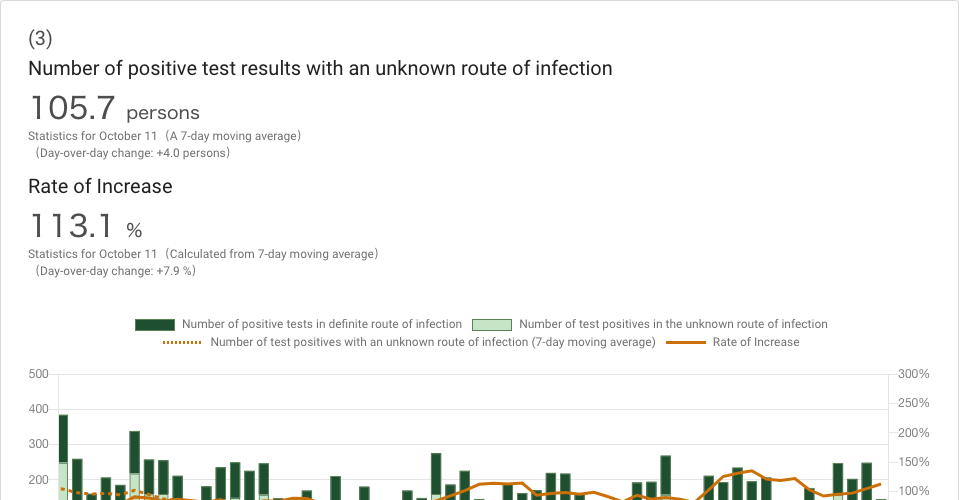 (3)
Number of positive test results with an unknown route of infection
105.7 persons
Statistics for October 11（A 7-day moving average）
（Day-over-day change: +4.0 persons）
Rate of Increase
113.1 %
Statistics for October 11（Calculated from 7-day moving average）
（Day-over-day change: +7.9 %）
Number of positive tests in definite route of infection Number of test positives in the unknown route of infection
Number of test positives with an unknown route of infection (7-day moving average) Rate of Increase
500 300%
250%
400
300 200%
200 150%
100%